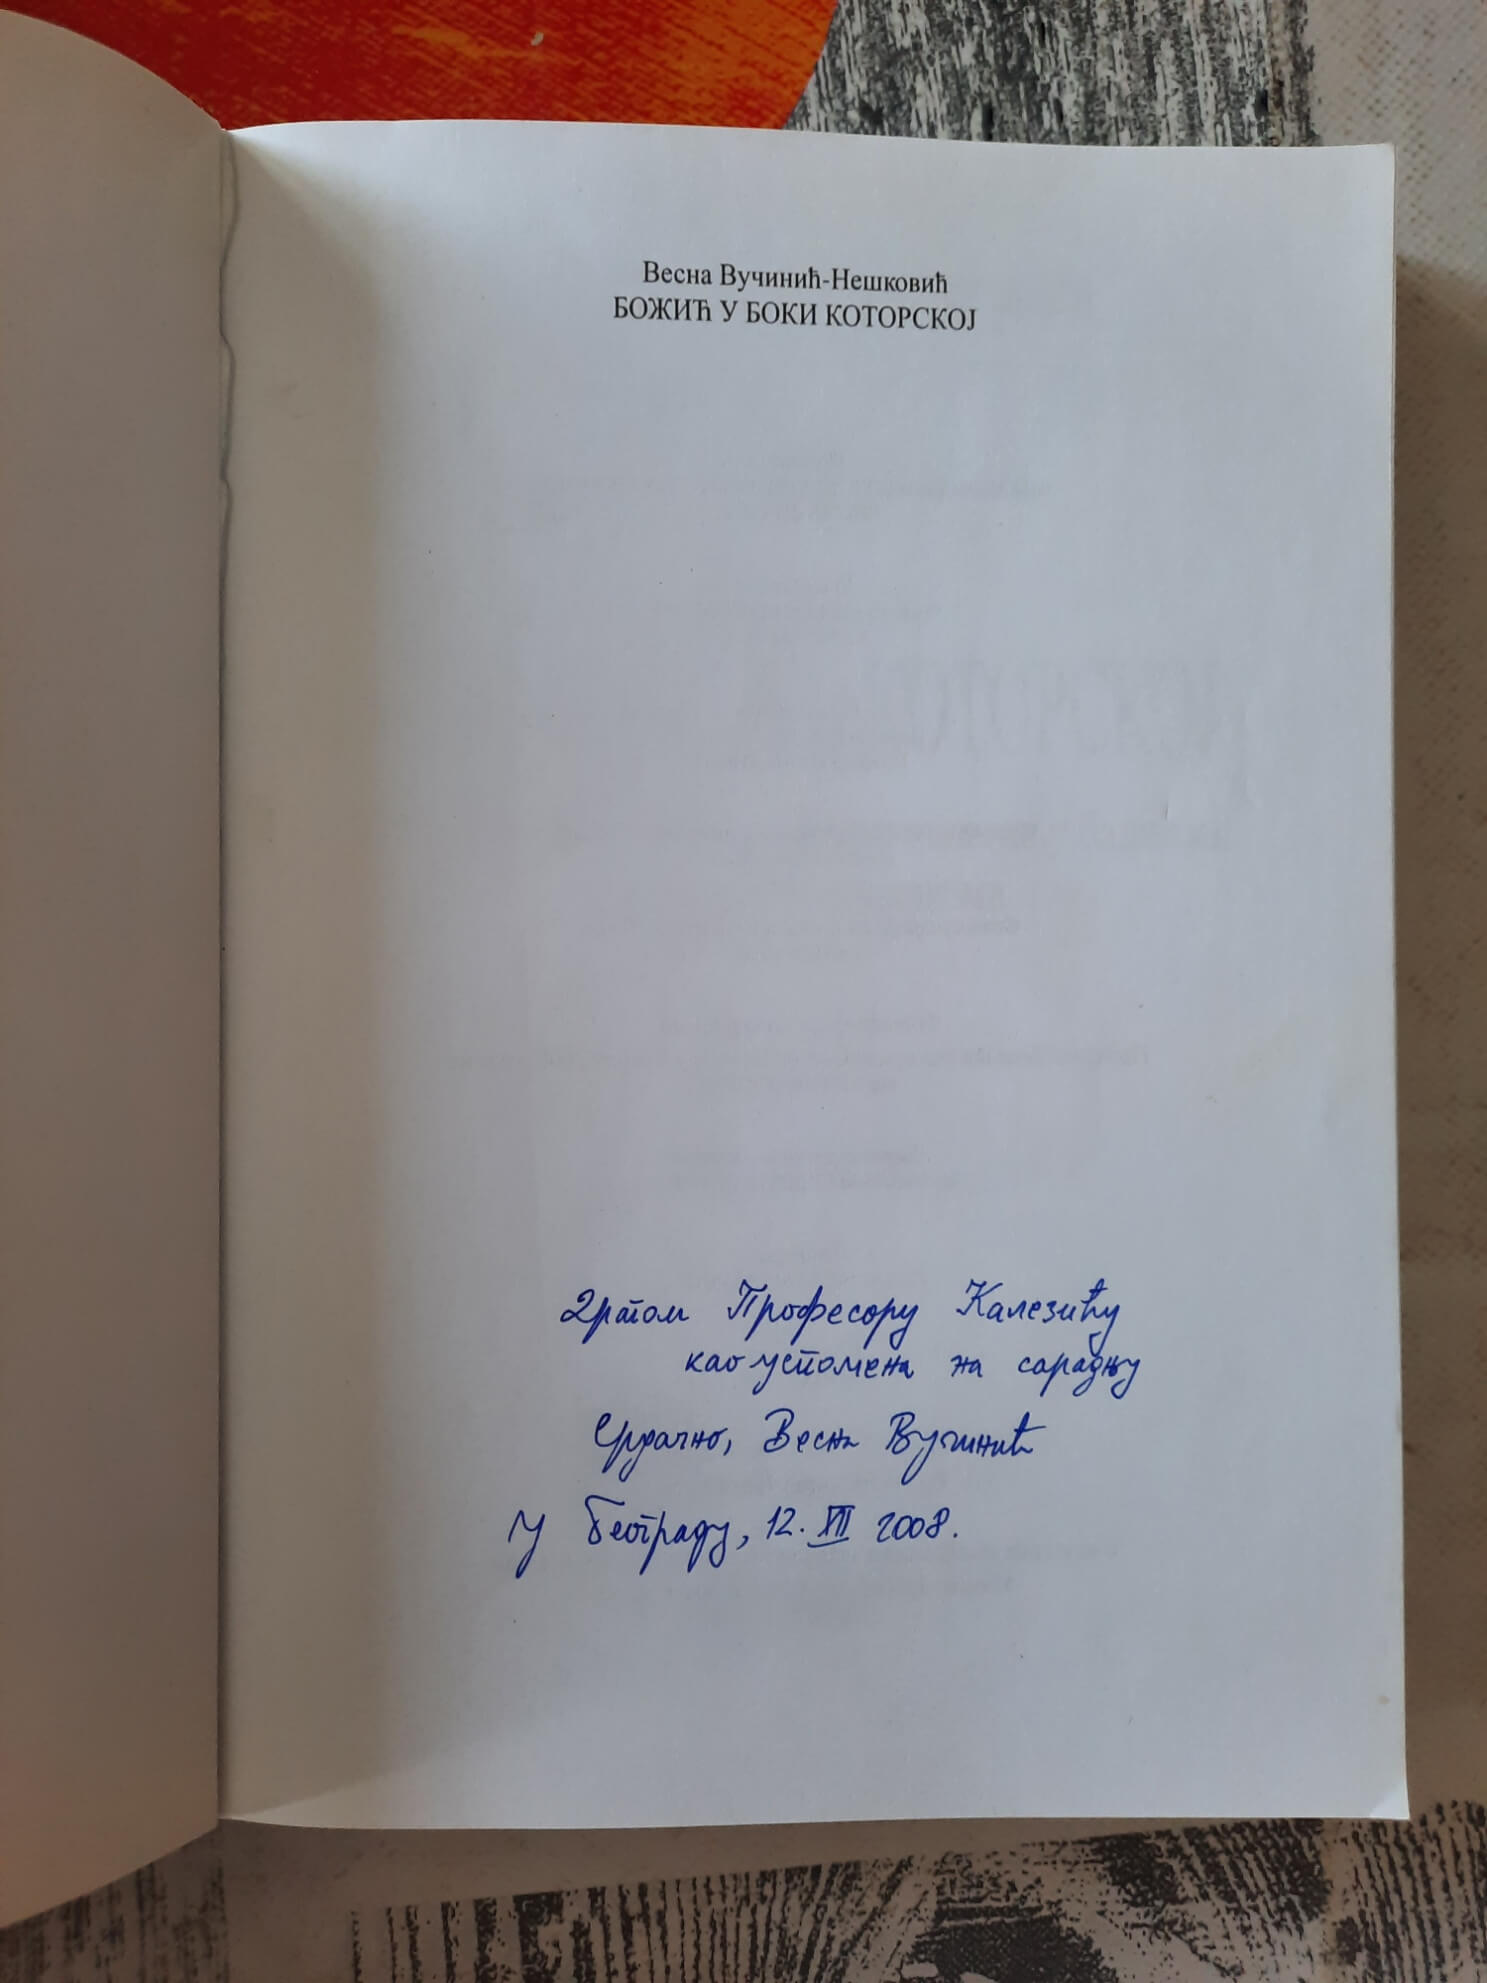 Весна Вучинић-Нешковић
БОЖИЋ У БОКИ КОТОРСКОЈ
Драгом Професору Калезићу
као успомена на сарадњу
Срдачно, Весна Вучинић
У Београду, 12. XII 2008.